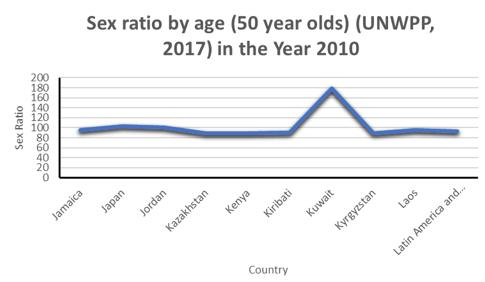 Sex ratio by age (50 year olds) (UNWPP,
2017) in the Year 2010
200
180
160
140
120
100
80
60
40
20
0
Sex Ratio
Jamaica
Japan
Jordan
Kazakhstan
Kenya
Kiribati
Kuwait
Kyrgyzstan
Laos
Latin America and...
Country